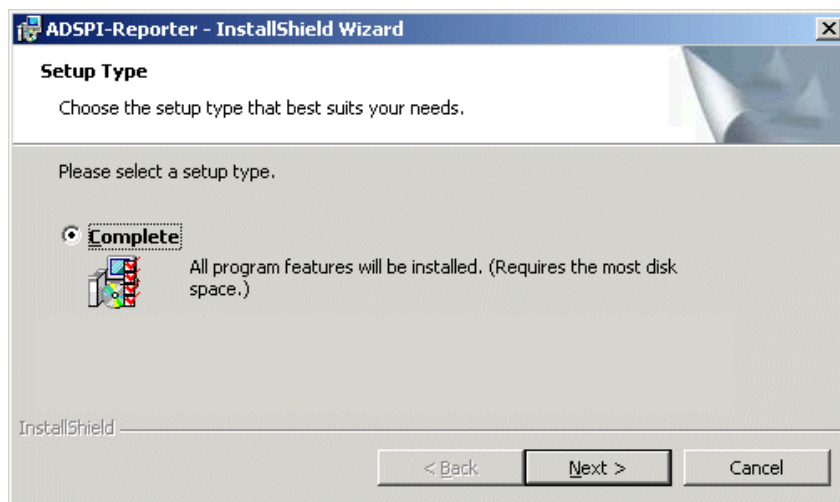 ADSPI-Reporter - InstallShield Wizard
Setup Type
Choose the setup type that best suits your needs.
Please select a setup type.
Complete
All program features will be installed. (Requires the most disk
space.)
InstallShield
< Back
Next >
Cancel